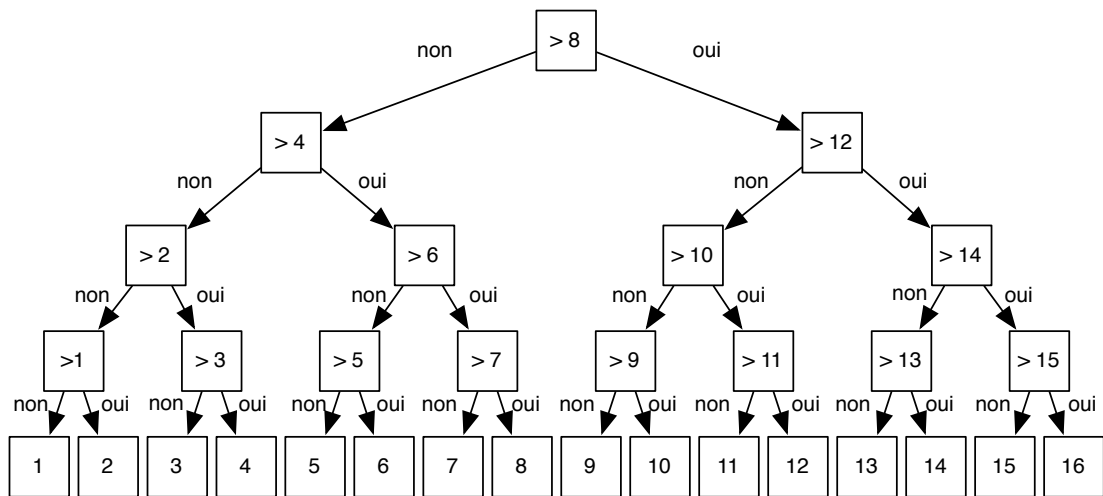 > 8
non oui
> 4 > 12
non oui non oui
> 2 > 6 > 10 > 14
non oui non oui non oui non oui
>1 > 3 > 5 > 7 > 9 > 11 > 13 > 15
non oui non oui non oui non oui non oui non oui non oui non oui
1 2 3 4 5 6 7 8 9 10 11 12 13 14 15 16